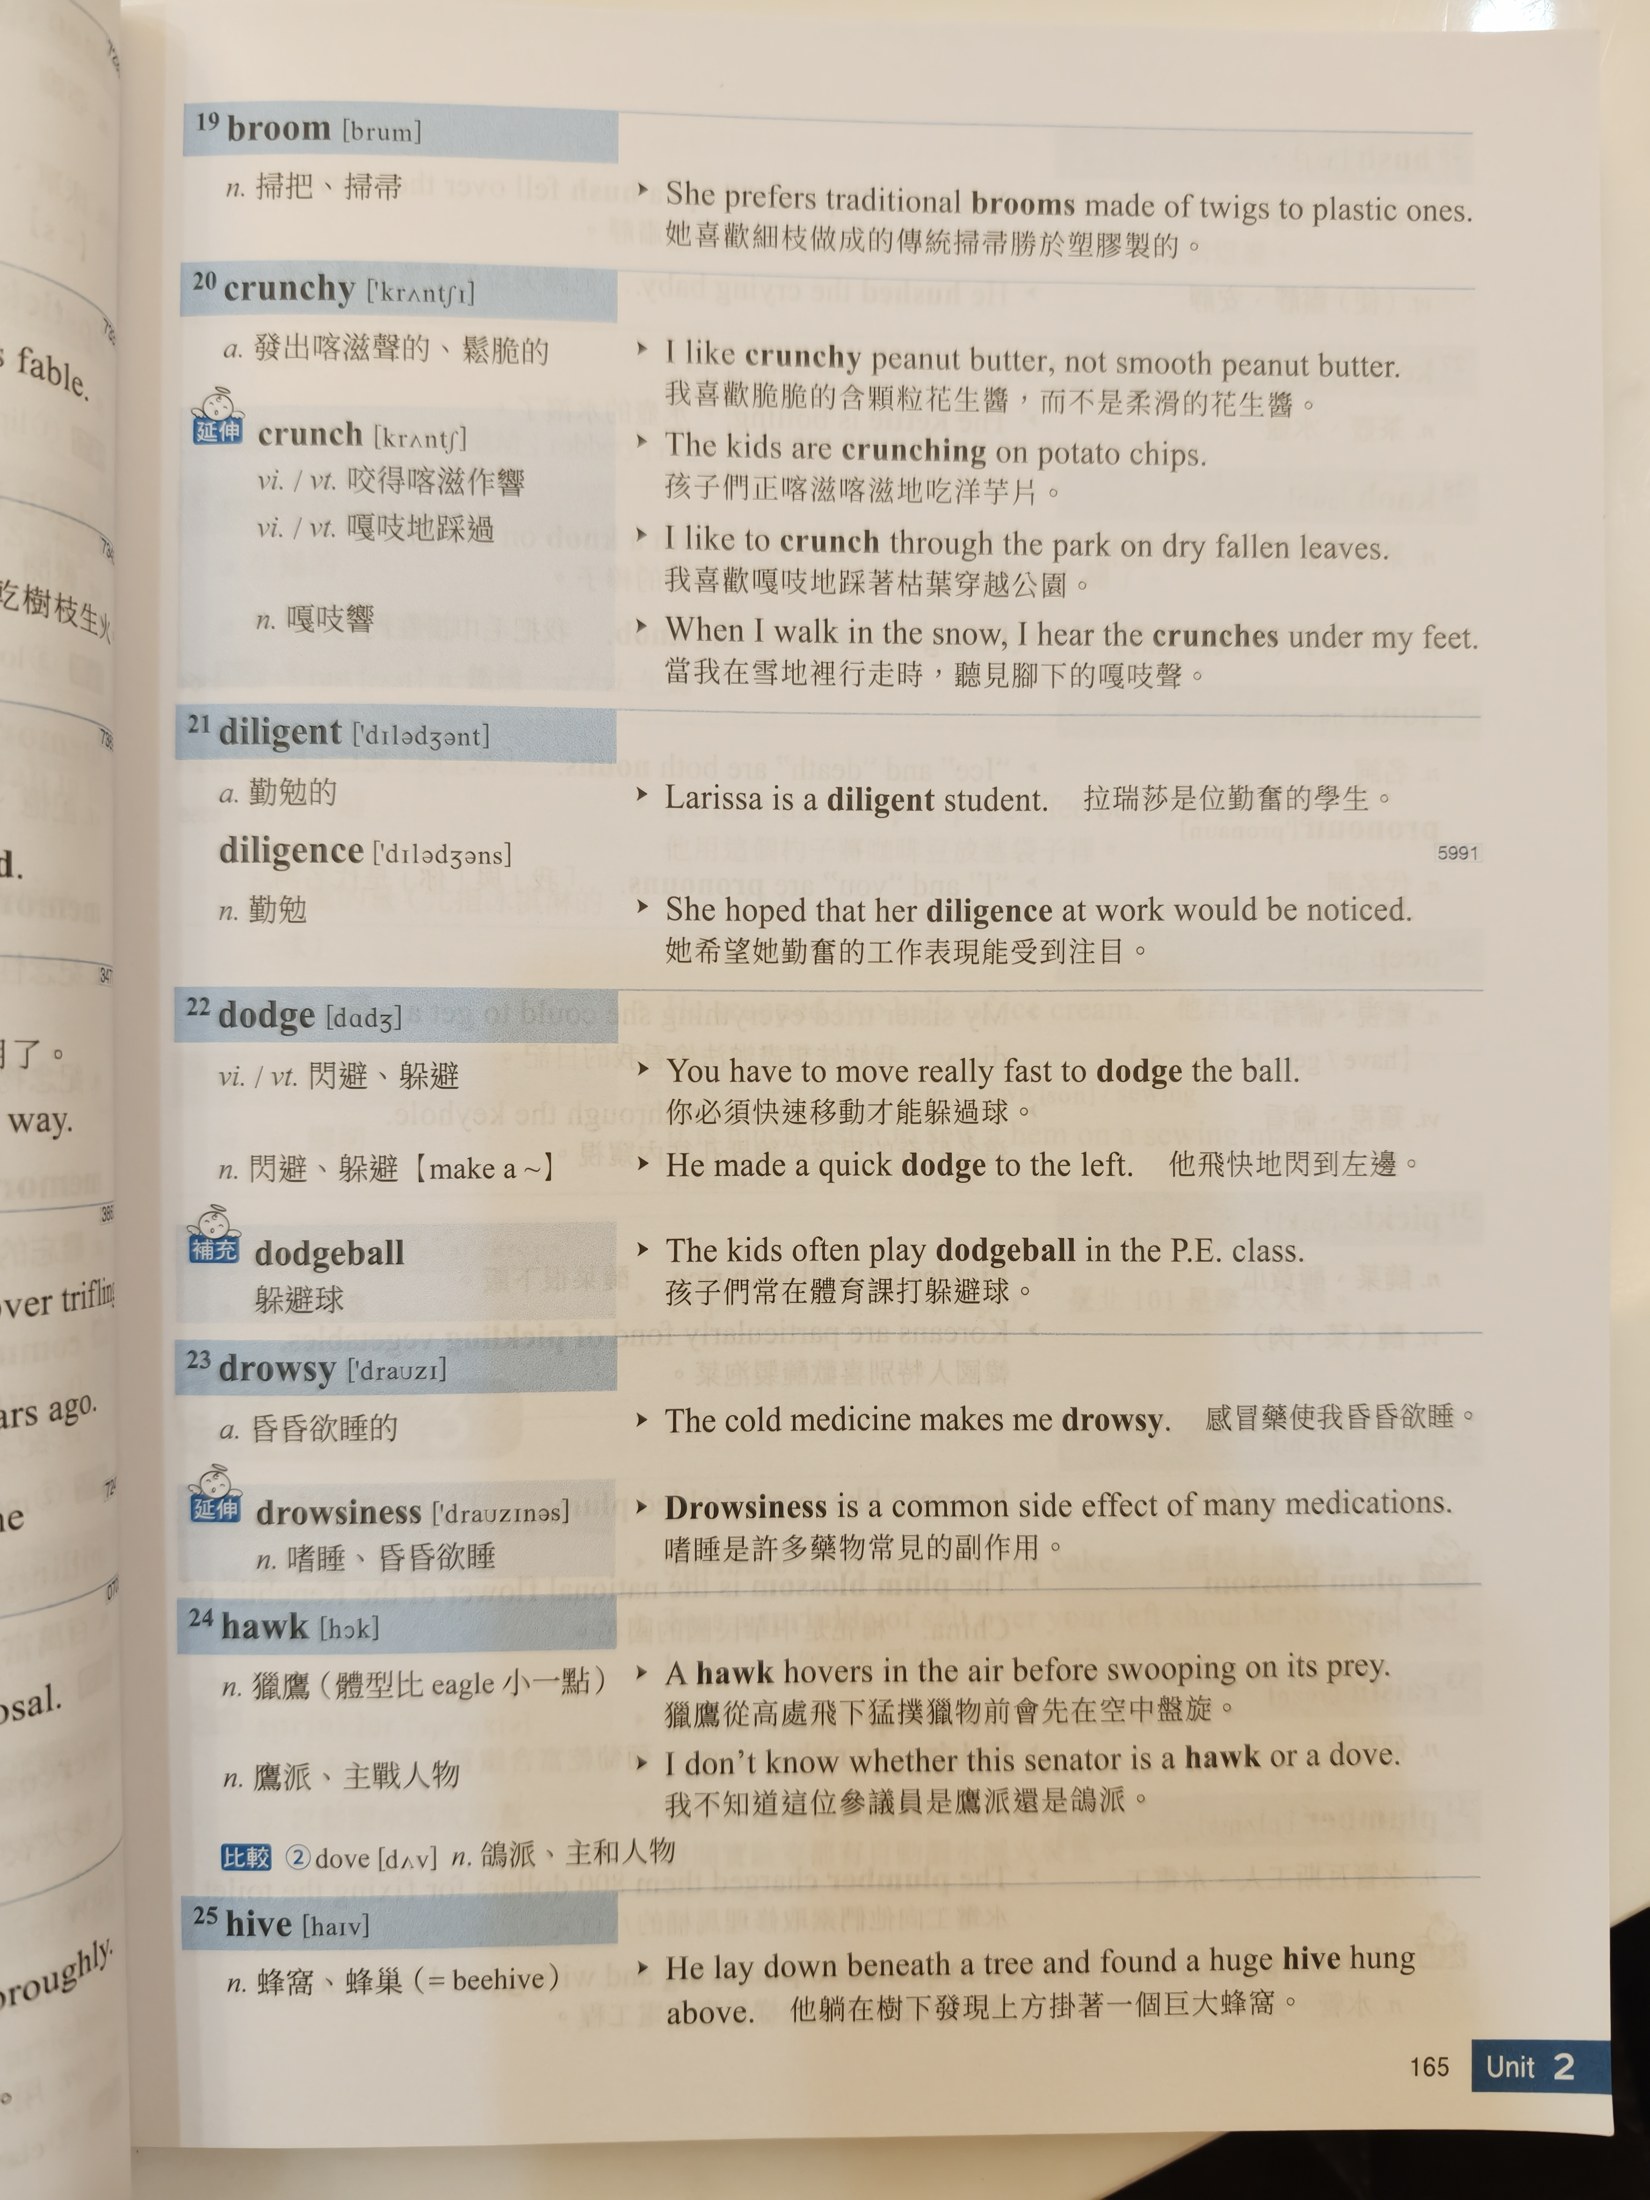 s fable.
乾樹枝生火
d.
用了。
way.
over trifling
ars ago.
ne
osal.
oroughly.
19 broom [brum]
n. 掃把、掃帚
➤ She prefers traditional brooms made of twigs to plastic ones.
她喜歡細枝做成的傳統掃帚勝於塑膠製的。
20 crunchy [ˈkrʌntʃɪ]
a. 發出喀滋聲的、鬆脆的
➤ I like crunchy peanut butter, not smooth peanut butter.
我喜歡脆脆的含顆粒花生醬，而不是柔滑的花生醬。
延伸 crunch [krʌntʃ]
vi. / vt. 咬得喀滋作響
➤ The kids are crunching on potato chips.
孩子們正喀滋喀滋地吃洋芋片。
vi. / vt. 嘎吱地踩過
➤ I like to crunch through the park on dry fallen leaves.
我喜歡嘎吱地踩著枯葉穿越公園。
n. 嘎吱響
➤ When I walk in the snow, I hear the crunches under my feet.
當我在雪地裡行走時，聽見腳下的嘎吱聲。
21 diligent [ˈdɪlədʒənt]
a. 勤勉的
➤ Larissa is a diligent student. 拉瑞莎是位勤奮的學生。
diligence [ˈdɪlədʒəns]
5991
n. 勤勉
➤ She hoped that her diligence at work would be noticed.
她希望她勤奮的工作表現能受到注目。
22 dodge [dɑdʒ]
vi. / vt. 閃避、躲避
➤ You have to move really fast to dodge the ball.
你必須快速移動才能躲過球。
n. 閃避、躲避【make a ~】
➤ He made a quick dodge to the left. 他飛快地閃到左邊。
補充 dodgeball
躲避球
➤ The kids often play dodgeball in the P.E. class.
孩子們常在體育課打躲避球。
23 drowsy [ˈdraʊzɪ]
a. 昏昏欲睡的
➤ The cold medicine makes me drowsy. 感冒藥使我昏昏欲睡。
延伸 drowsiness [ˈdraʊzɪnəs]
n. 嗜睡、昏昏欲睡
➤ Drowsiness is a common side effect of many medications.
嗜睡是許多藥物常見的副作用。
24 hawk [hɔk]
n. 獵鷹（體型比 eagle 小一點）
➤ A hawk hovers in the air before swooping on its prey.
獵鷹從高處飛下猛撲獵物前會先在空中盤旋。
n. 鷹派、主戰人物
➤ I don't know whether this senator is a hawk or a dove.
我不知道這位參議員是鷹派還是鴿派。
比較 ② dove [dʌv] n. 鴿派、主和人物
25 hive [haɪv]
n. 蜂窩、蜂巢（= beehive）
➤ He lay down beneath a tree and found a huge hive hung
above. 他躺在樹下發現上方掛著一個巨大蜂窩。
165 Unit 2